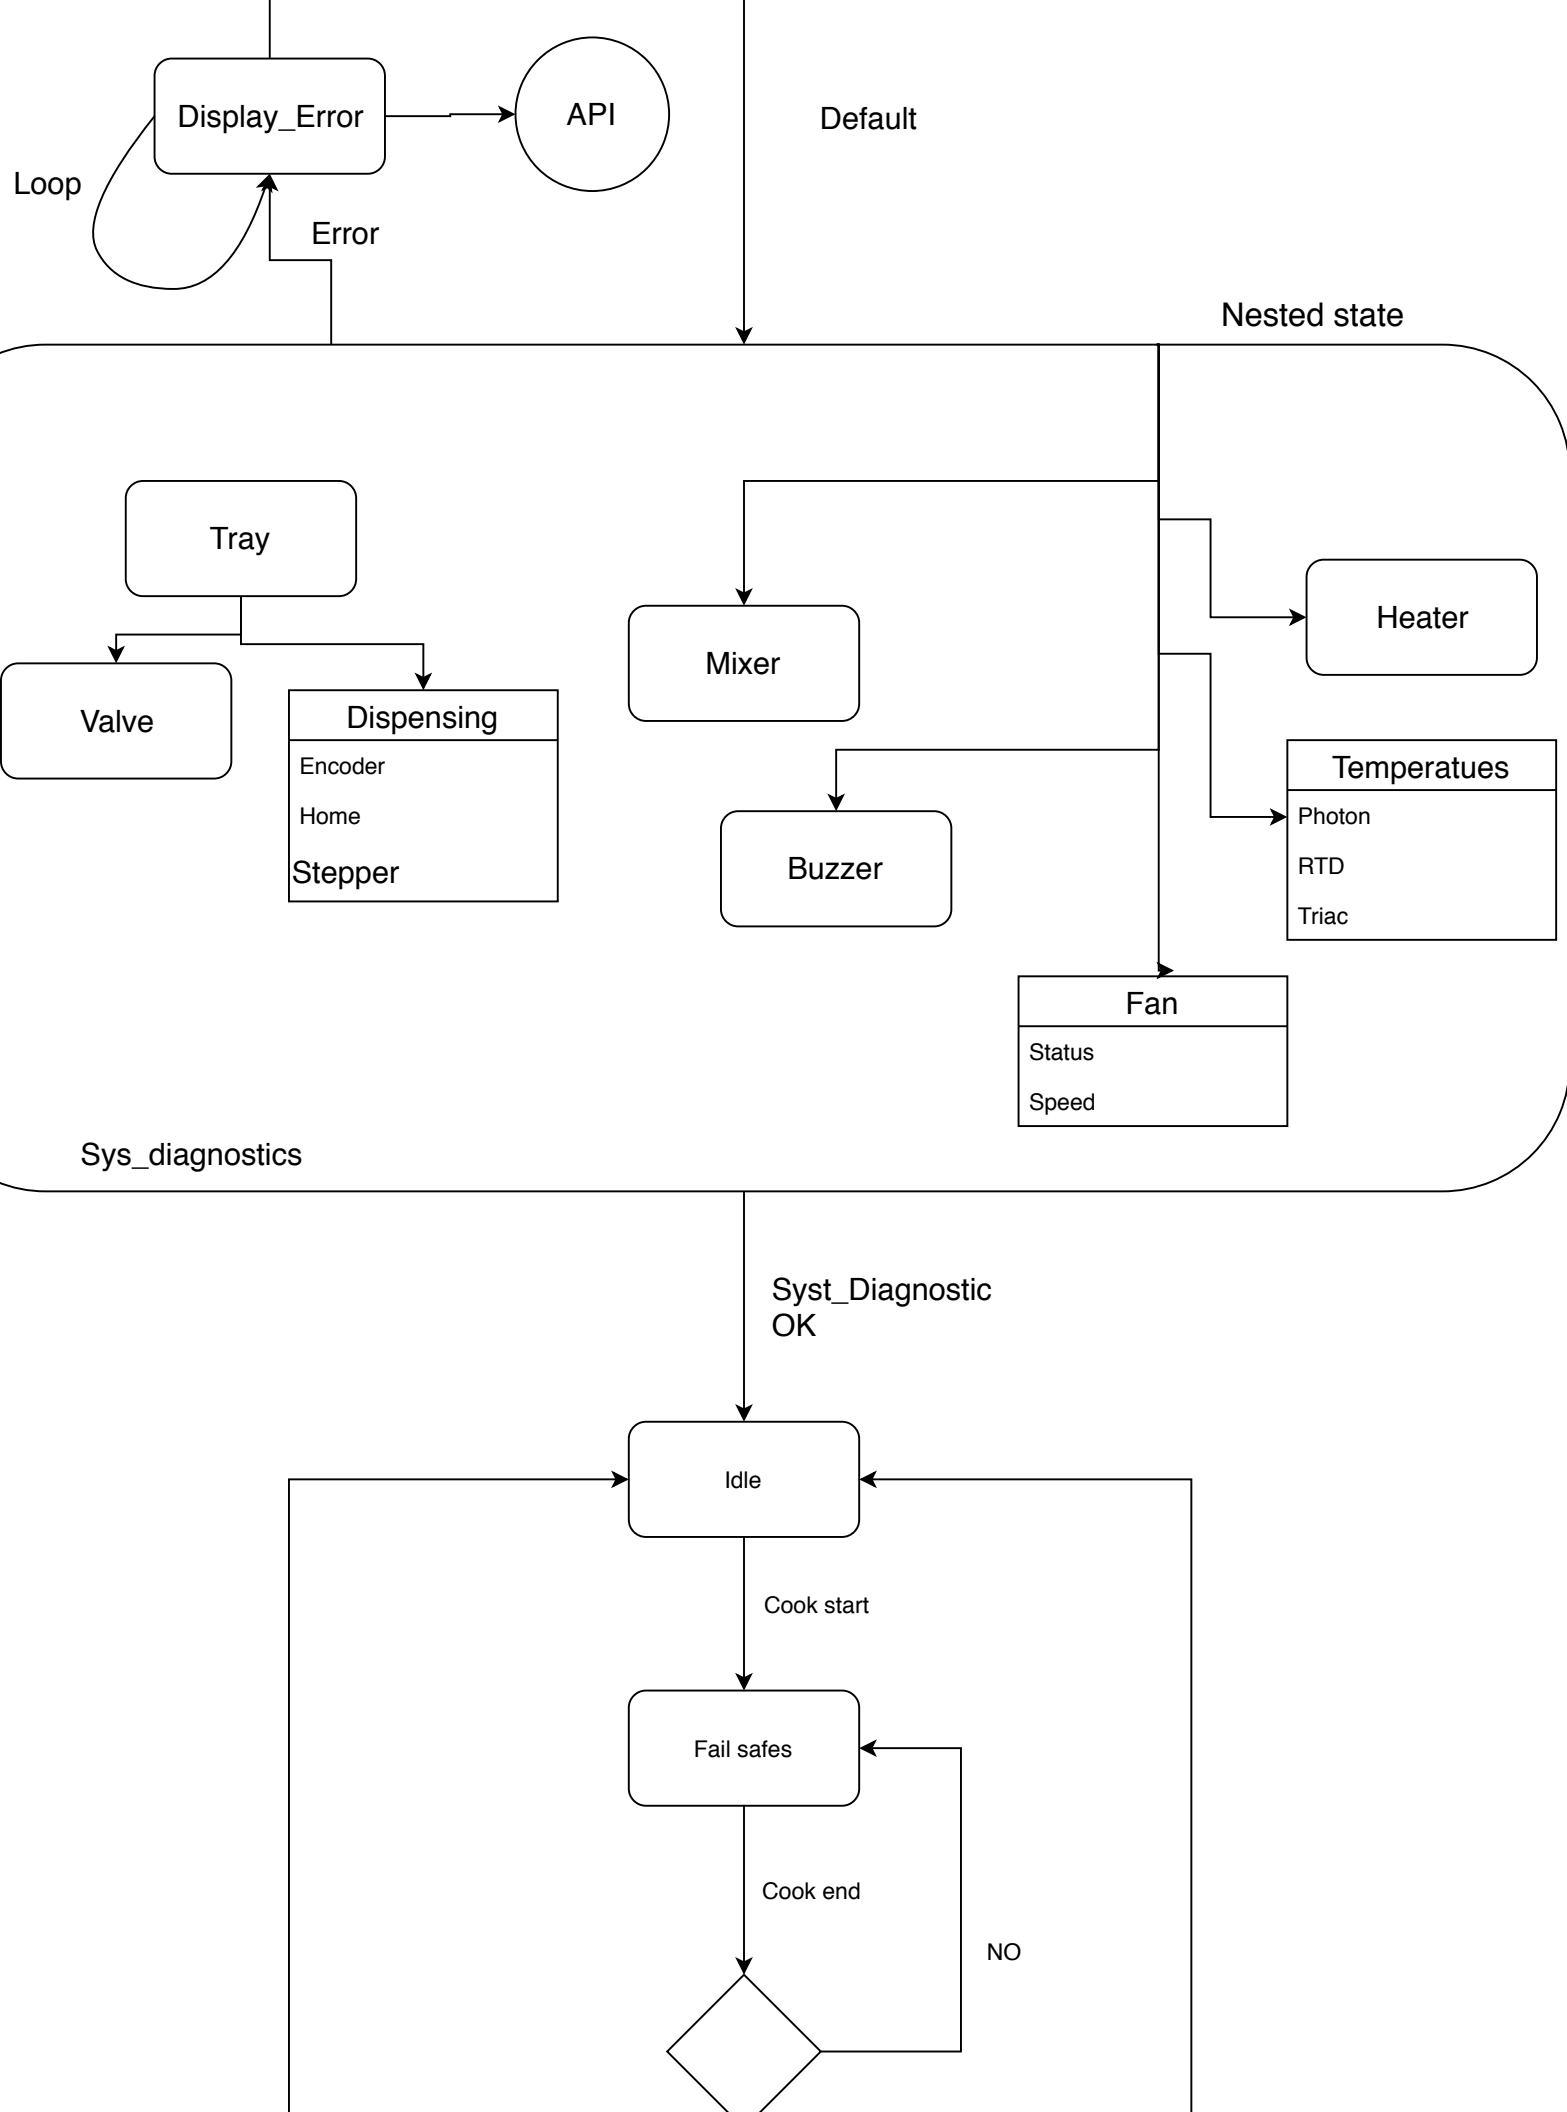 Display_Error
API
Default
Loop
Error
Nested state
Tray
Heater
Mixer
Valve
Dispensing
Encoder
Home
Stepper
Temperatues
Photon
RTD
Triac
Buzzer
Fan
Status
Speed
Sys_diagnostics
Syst_Diagnostic
OK
Idle
Cook start
Fail safes
Cook end
NO